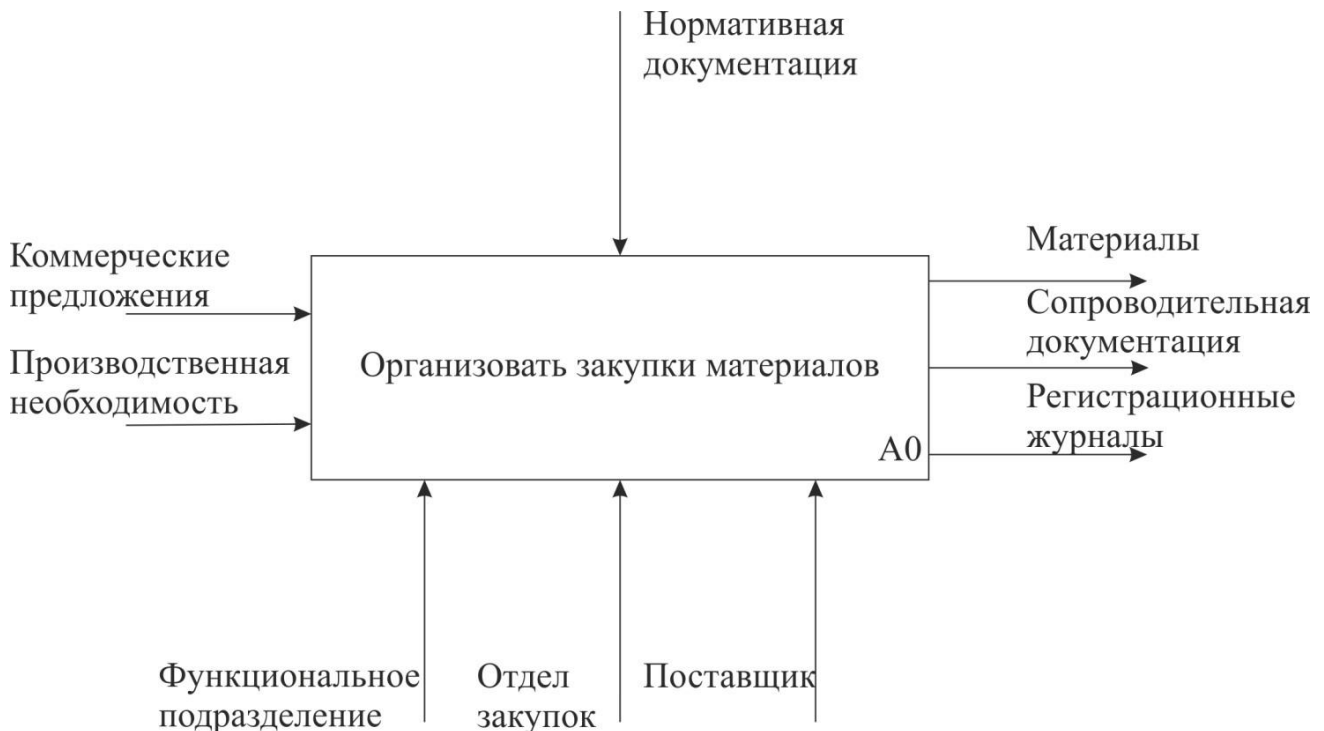 Нормативная
документация
Коммерческие
предложения
Производственная
необходимость
Организовать закупки материалов
А0
Материалы
Сопроводительная
документация
Регистрационные
журналы
Функциональное
подразделение
Отдел
закупок
Поставщик